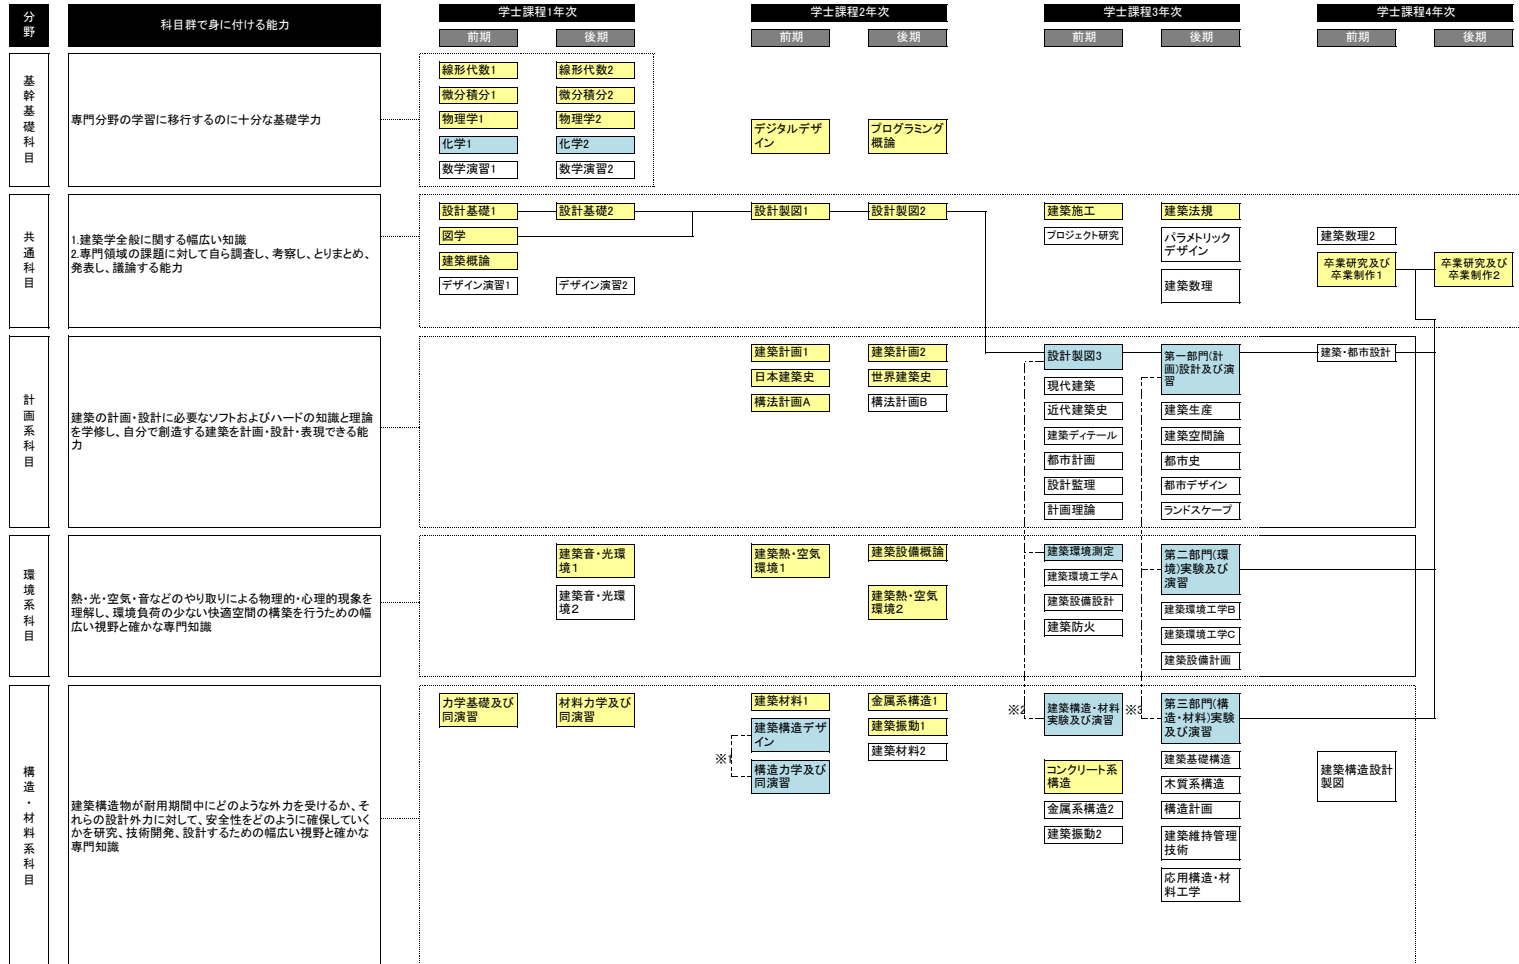 分
野
科目群で身に付ける能力
学士課程1年次
学士課程2年次
学士課程3年次
学士課程4年次
前期
後期
前期
後期
前期
後期
前期
後期
基
幹
基
礎
科
目
専門分野の学習に移行するのに十分な基礎学力
線形代数1
線形代数2
微分積分1
微分積分2
物理学1
物理学2
化学1
化学2
数学演習1
数学演習2
デジタルデザ
イン
プログラミング
概論
共
通
科
目
1.建築学全般に関する幅広い知識
2.専門領域の課題に対して自ら調査し、考察し、とりまとめ、
発表し、議論する能力
設計基礎1
設計基礎2
設計製図1
設計製図2
建築施工
建築法規
図学
プロジェクト研究
パラメトリック
デザイン
建築数理2
建築概論
卒業研究及び
卒業制作1
卒業研究及び
卒業制作2
デザイン演習1
デザイン演習2
建築数理
計
画
系
科
目
建築の計画・設計に必要なソフトおよびハードの知識と理論
を学修し、自分で創造する建築を計画・設計・表現できる能
力
建築計画1
建築計画2
設計製図3
第一部門(計
画)設計及び演
習
建築・都市設計
日本建築史
世界建築史
現代建築
構法計画A
構法計画B
近代建築史
建築生産
建築ディテール
建築空間論
都市計画
都市史
設計監理
都市デザイン
計画理論
ランドスケープ
環
境
系
科
目
熱・光・空気・音などのやり取りによる物理的・心理的現象を
理解し、環境負荷の少ない快適空間の構築を行うための幅
広い視野と確かな専門知識
建築音・光環
境1
建築熱・空気
環境1
建築設備概論
建築環境測定
第二部門(環
境)実験及び
演習
建築音・光環
境2
建築熱・空気
環境2
建築環境工学A
建築設備設計
建築環境工学B
建築防火
建築環境工学C
建築設備計画
構
造
・
材
料
系
科
目
建築構造物が耐用期間中にどのような外力を受けるか、そ
れらの設計外力に対して、安全性をどのように確保していく
かを研究、技術開発、設計するための幅広い視野と確かな
専門知識
力学基礎及び
同演習
材料力学及び
同演習
建築材料1
金属系構造1
※2
建築構造・材料
実験及び演習
※3
第三部門(構
造・材料)実験
及び演習
建築構造デザ
イン
建築振動1
建築材料2
※1
構造力学及び
同演習
コンクリート系
構造
建築基礎構造
建築構造設計
製図
木質系構造
金属系構造2
構造計画
建築振動2
建築維持管理
技術
応用構造・材
料工学